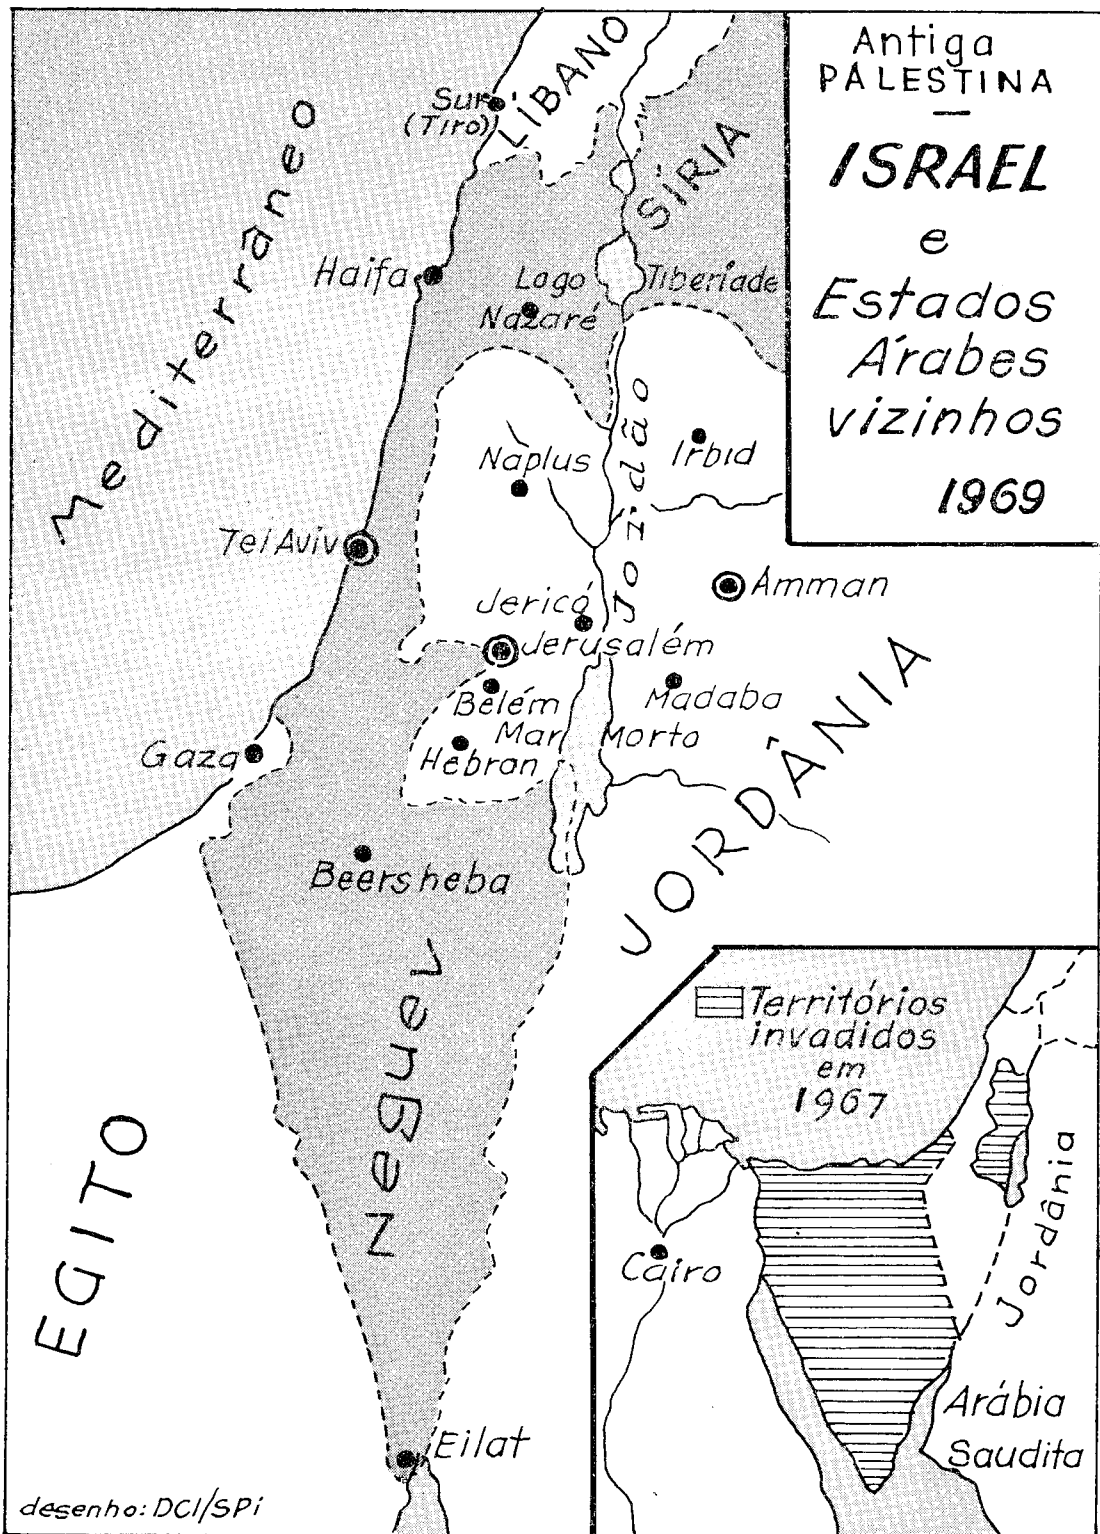 Antiga
PALESTINA
—
ISRAEL
e
Estados
Árabes
vizinhos
1969
LÍBANO
Sur
(Tiro)
SÍRIA
Mediterrâneo
Haifa
Lago Tiberíade
Nazaré
Jordão
Irbid
Naplus
Tel Aviv
Amman
Jericó
Jerusalém
Belém
Madaba
Mar Morto
Gaza
Hebran
JORDÂNIA
Beersheba
Neguev
EGITO
Eilat
desenho: DCI/SPi
Territórios
invadidos
em
1967
Cairo
Jordânia
Arábia
Saudita